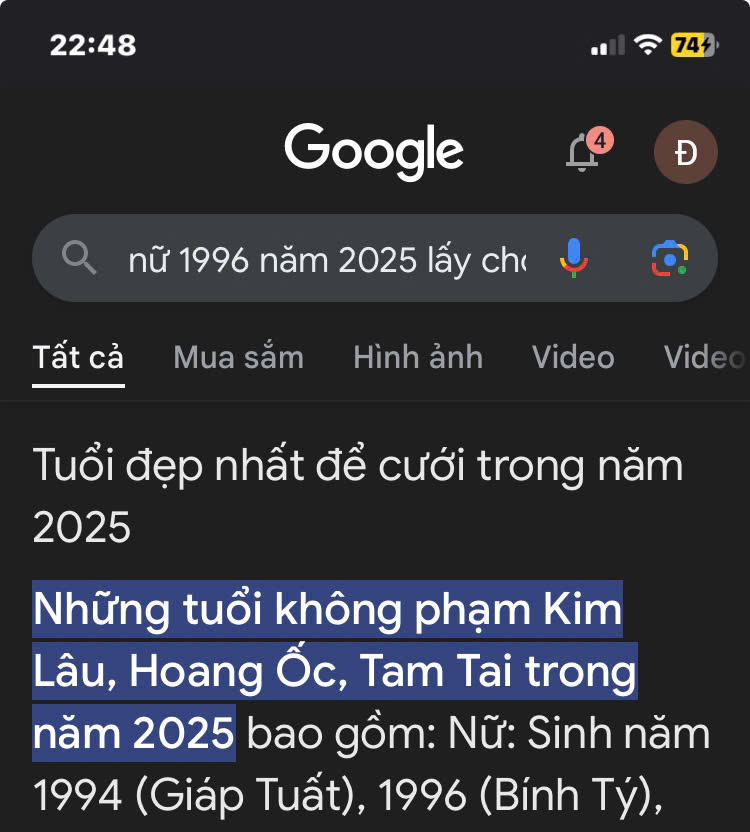 22:48
74
Google
4
Đ
nữ 1996 năm 2025 lấy chọ
Tất cả
Mua sắm
Hình ảnh
Video
Video
Tuổi đẹp nhất để cưới trong năm
2025
Những tuổi không phạm Kim
Lâu, Hoang Ốc, Tam Tai trong
năm 2025 bao gồm: Nữ: Sinh năm
1994 (Giáp Tuất), 1996 (Bính Tý),